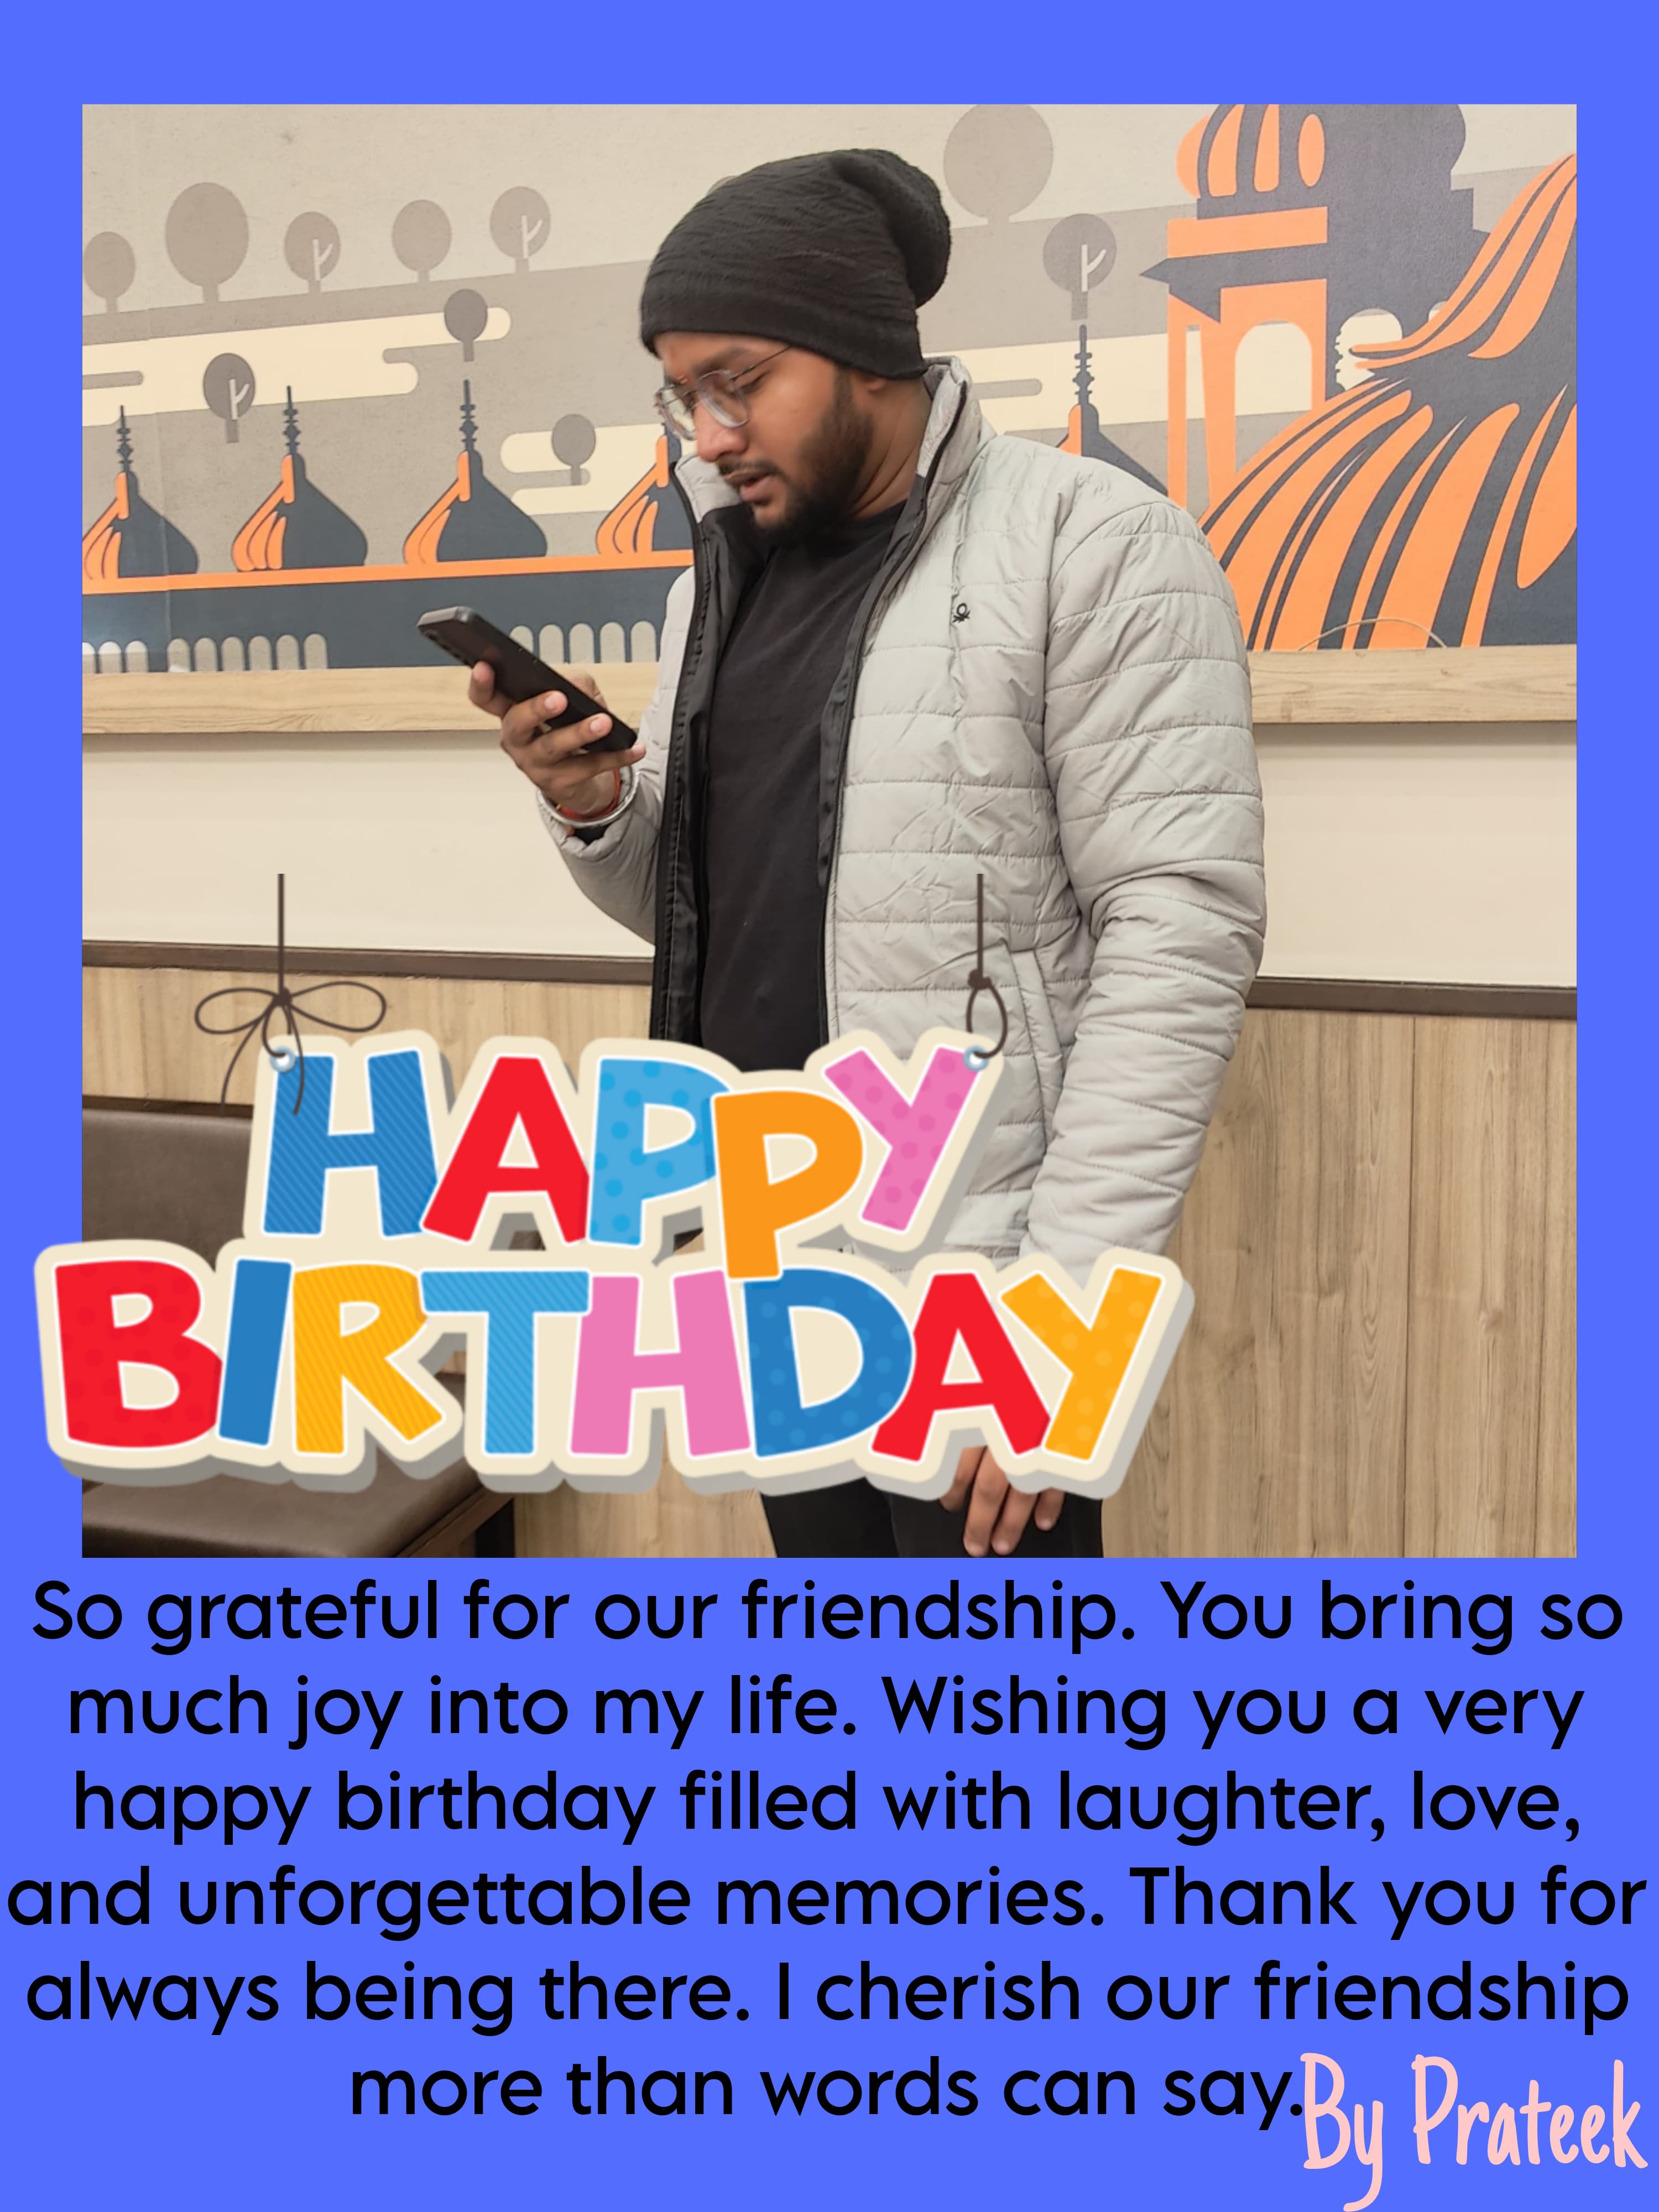 HAPPY
BIRTHDAY
So grateful for our friendship. You bring so
much joy into my life. Wishing you a very
happy birthday filled with laughter, love,
and unforgettable memories. Thank you for
always being there. I cherish our friendship
more than words can say.
By Prateek